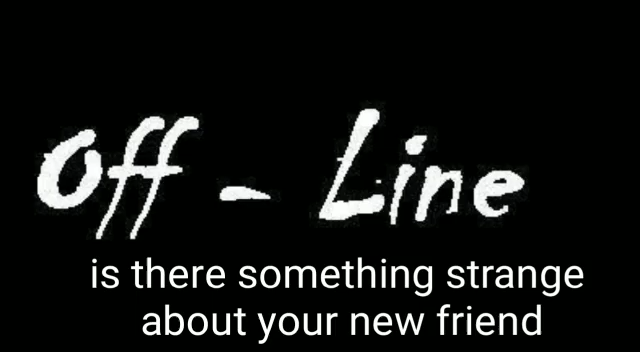 Off - Line
is there something strange
about your new friend